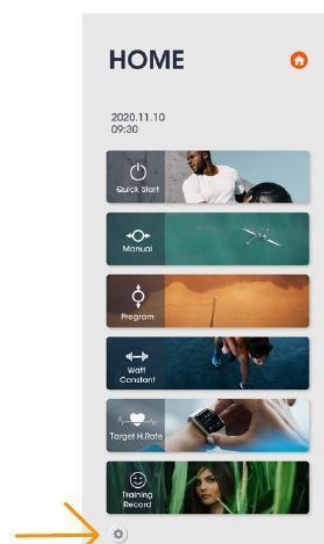 HOME
2020.11.10
09:30
Quick Start
Manual
Program
Watt
Constant
Target H.Rate
Training
Record